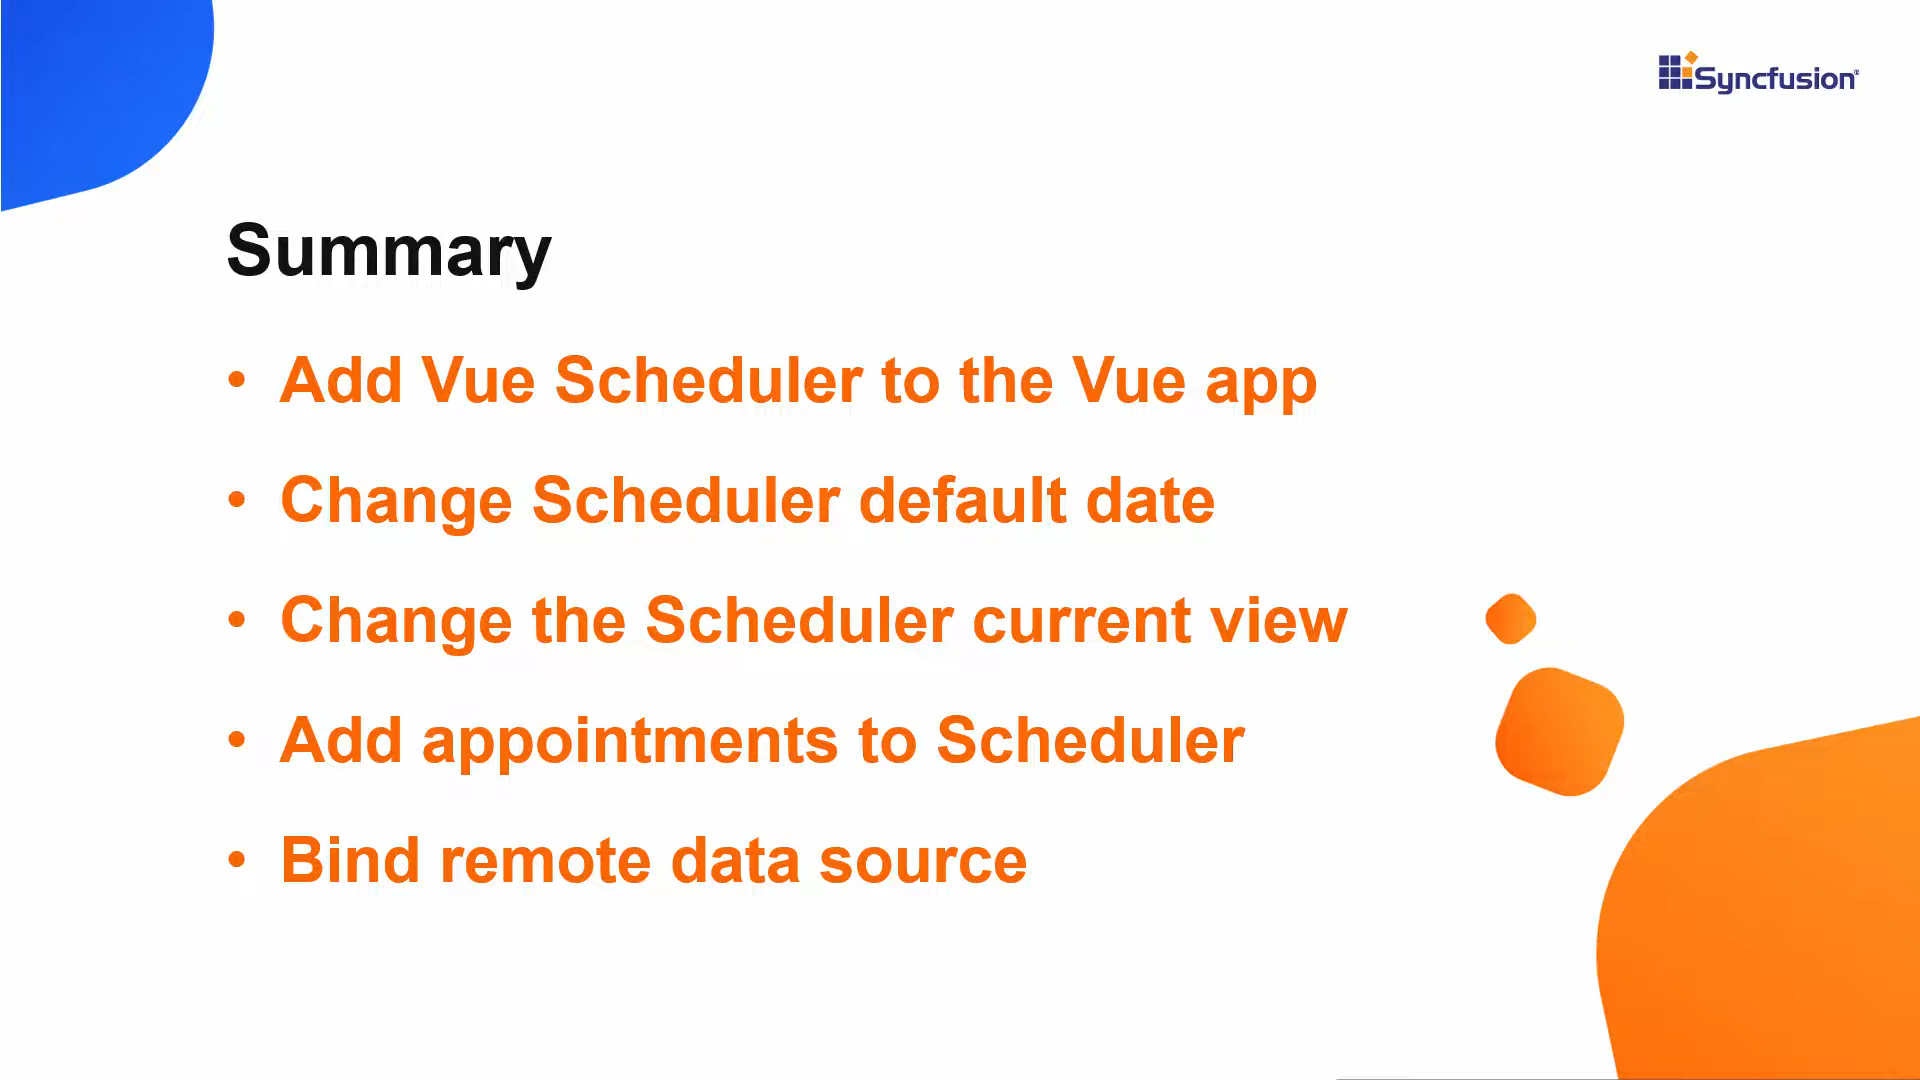 Syncfusion®
Summary
• Add Vue Scheduler to the Vue app
• Change Scheduler default date
• Change the Scheduler current view
• Add appointments to Scheduler
• Bind remote data source